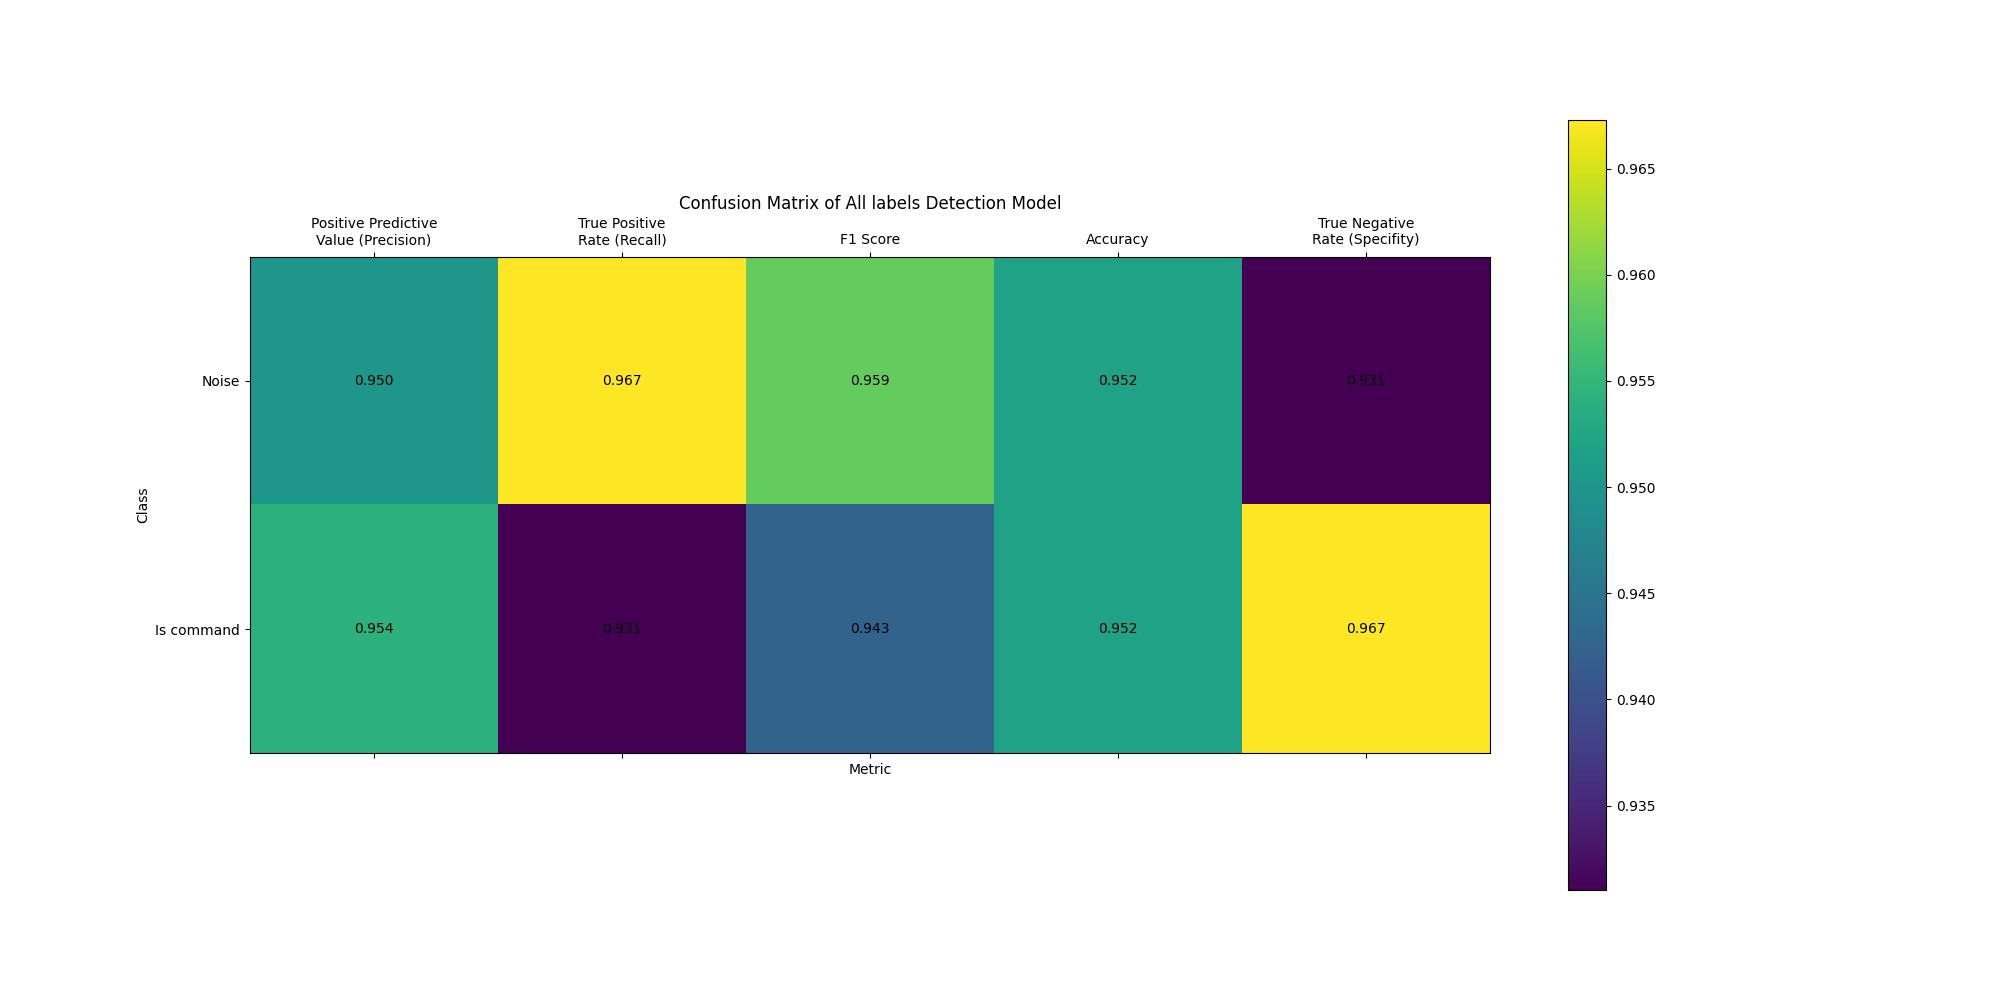 Confusion Matrix of All labels Detection Model
Positive Predictive
Value (Precision)
True Positive
Rate (Recall)
F1 Score
Accuracy
True Negative
Rate (Specifity)
Class
Noise
0.950
0.967
0.959
0.952
0.931
Is command
0.954
0.931
0.943
0.952
0.967
Metric
0.965
0.960
0.955
0.950
0.945
0.940
0.935